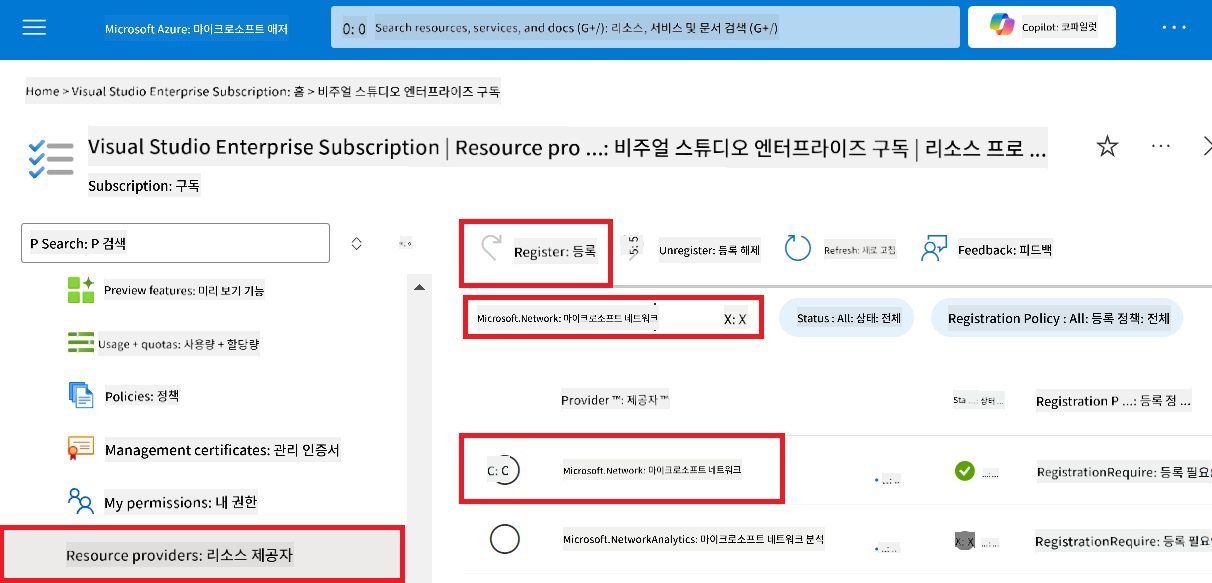 Microsoft Azure: 마이크로소프트 애저
0: 0 Search resources, services, and docs (G+/): 리소스, 서비스 및 문서 검색 (G+/)
Copilot: 코파일럿
Home > Visual Studio Enterprise Subscription: 홈 > 비주얼 스튜디오 엔터프라이즈 구독
Visual Studio Enterprise Subscription | Resource pro ...: 비주얼 스튜디오 엔터프라이즈 구독 | 리소스 프로 ...
Subscription: 구독
P Search: P 검색
Register: 등록
5: 5
Unregister: 등록 해제
Refresh: 새로 고침
Feedback: 피드백
Preview features: 미리 보기 기능
Microsoft.Network: 마이크로소프트 네트워크
X: X
Status : All: 상태: 전체
Registration Policy : All: 등록 정책: 전체
Usage + quotas: 사용량 + 할당량
Policies: 정책
Provider ™: 제공자 ™
Sta ...: 상태 ...
Registration P ...: 등록 정 ...
Management certificates: 관리 인증서
C: C
Microsoft.Network: 마이크로소프트 네트워크
RegistrationRequire: 등록 필요
My permissions: 내 권한
Resource providers: 리소스 제공자
Microsoft.NetworkAnalytics: 마이크로소프트 네트워크 분석
X: X
RegistrationRequire: 등록 필요